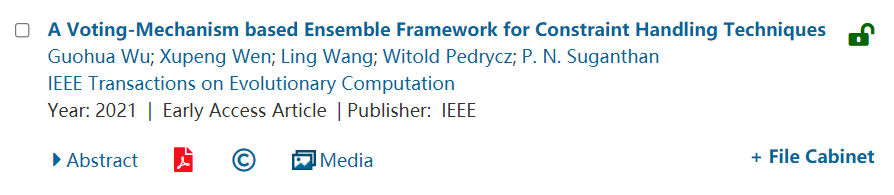 A Voting-Mechanism based Ensemble Framework for Constraint Handling Techniques
Guohua Wu; Xupeng Wen; Ling Wang; Witold Pedrycz; P. N. Suganthan
IEEE Transactions on Evolutionary Computation
Year: 2021 | Early Access Article | Publisher: IEEE
Abstract © Media + File Cabinet